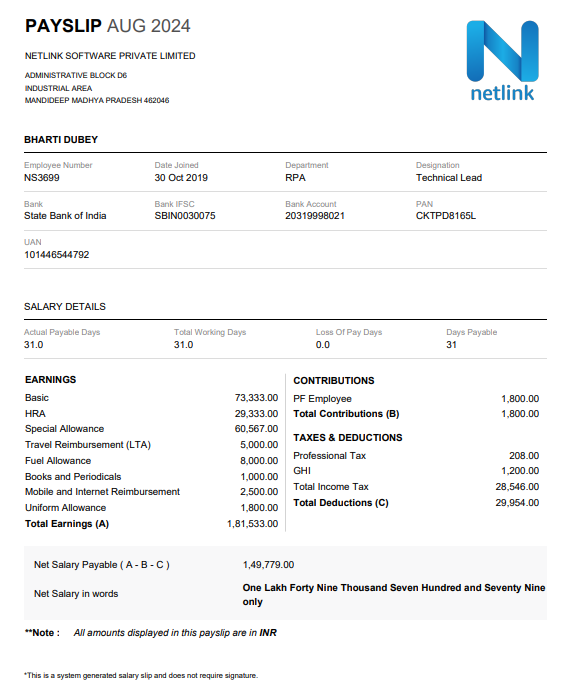 PAYSLIP AUG 2024
netlink
NETLINK SOFTWARE PRIVATE LIMITED
ADMINISTRATIVE BLOCK D6
INDUSTRIAL AREA
MANDIDEEP MADHYA PRADESH 462046
BHARTI DUBEY
Employee Number Date Joined Department Designation
NS3699 30 Oct 2019 RPA Technical Lead
Bank Bank IFSC Bank Account PAN
State Bank of India SBIN0030075 20319998021 CKTPD8165L
UAN
101446544792
SALARY DETAILS
Actual Payable Days Total Working Days Loss Of Pay Days Days Payable
31.0 31.0 0.0 31
EARNINGS
Basic 73,333.00
HRA 29,333.00
Special Allowance 60,567.00
Travel Reimbursement (LTA) 5,000.00
Fuel Allowance 8,000.00
Books and Periodicals 1,000.00
Mobile and Internet Reimbursement 2,500.00
Uniform Allowance 1,800.00
Total Earnings (A) 1,81,533.00
CONTRIBUTIONS
PF Employee 1,800.00
Total Contributions (B) 1,800.00
TAXES & DEDUCTIONS
Professional Tax 208.00
GHI 1,200.00
Total Income Tax 28,546.00
Total Deductions (C) 29,954.00
Net Salary Payable ( A - B - C ) 1,49,779.00
Net Salary in words One Lakh Forty Nine Thousand Seven Hundred and Seventy Nine
only
**Note : All amounts displayed in this payslip are in INR
*This is a system generated salary slip and does not require signature.